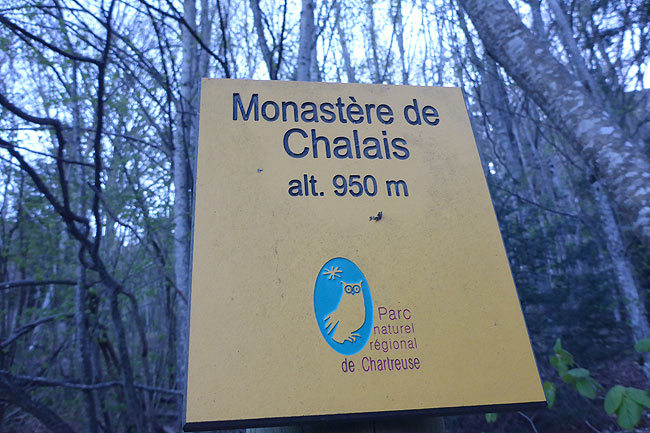 Monastère de
Chalais
alt. 950 m
Parc
naturel
régional
de Chartreuse